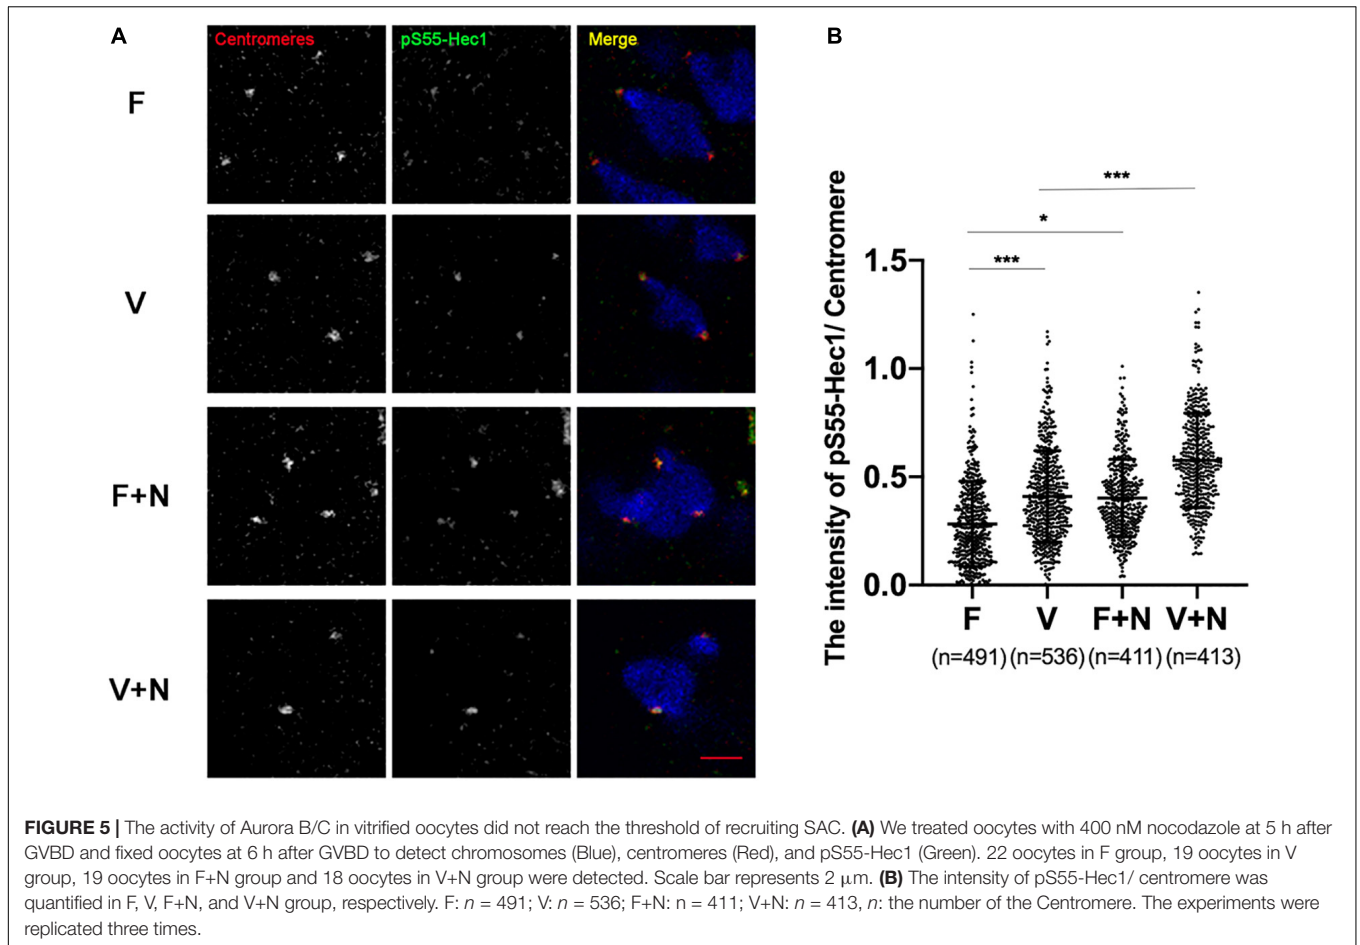 A
Centromeres
pS55-Hec1
Merge
F
V
F+N
V+N
B
The intensity of pS55-Hec1/ Centromere
***
*
***
1.5
1.0
0.5
0.0
F V F+N V+N
(n=491) (n=536) (n=411) (n=413)
FIGURE 5 | The activity of Aurora B/C in vitrified oocytes did not reach the threshold of recruiting SAC. (A) We treated oocytes with 400 nM nocodazole at 5 h after
GVBD and fixed oocytes at 6 h after GVBD to detect chromosomes (Blue), centromeres (Red), and pS55-Hec1 (Green). 22 oocytes in F group, 19 oocytes in V
group, 19 oocytes in F+N group and 18 oocytes in V+N group were detected. Scale bar represents 2 μm. (B) The intensity of pS55-Hec1/ centromere was
quantified in F, V, F+N, and V+N group, respectively. F: n = 491; V: n = 536; F+N: n = 411; V+N: n = 413, n: the number of the Centromere. The experiments were
replicated three times.